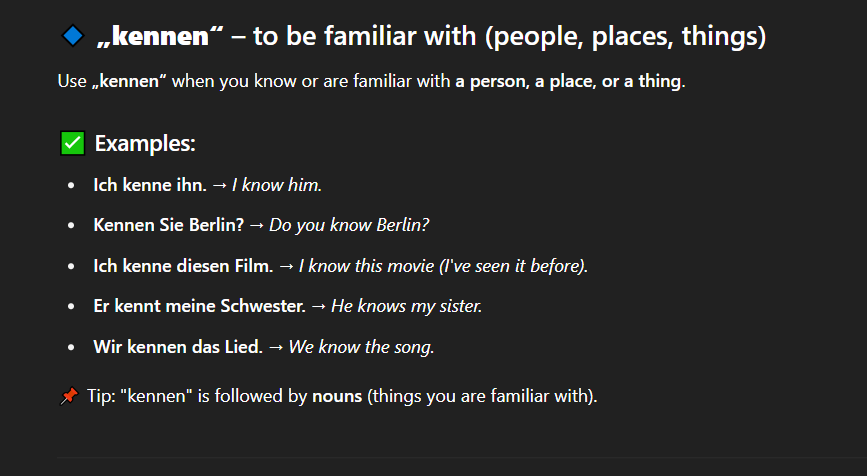 🔷 „kennen“ – to be familiar with (people, places, things)
Use „kennen“ when you know or are familiar with a person, a place, or a thing.
✅ Examples:
• Ich kenne ihn. → I know him.
• Kennen Sie Berlin? → Do you know Berlin?
• Ich kenne diesen Film. → I know this movie (I've seen it before).
• Er kennt meine Schwester. → He knows my sister.
• Wir kennen das Lied. → We know the song.
📌 Tip: "kennen" is followed by nouns (things you are familiar with).